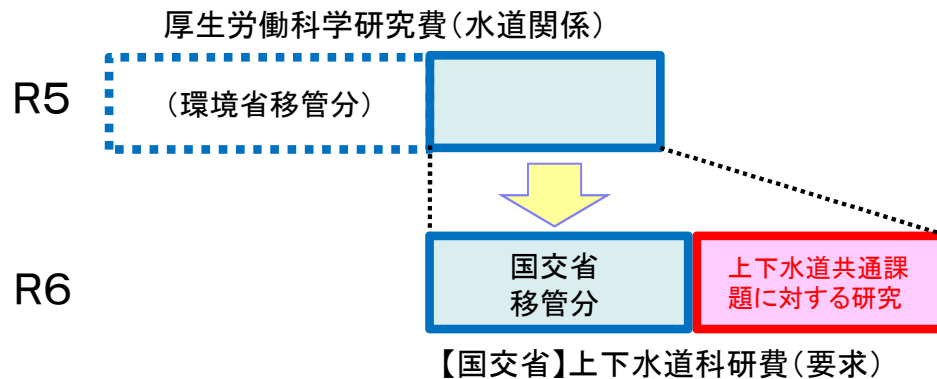 厚生労働科学研究費(水道関係)
R5
(環境省移管分)
R6
国交省
移管分
上下水道共通課
題に対する研究
【国交省】上下水道科研費(要求)